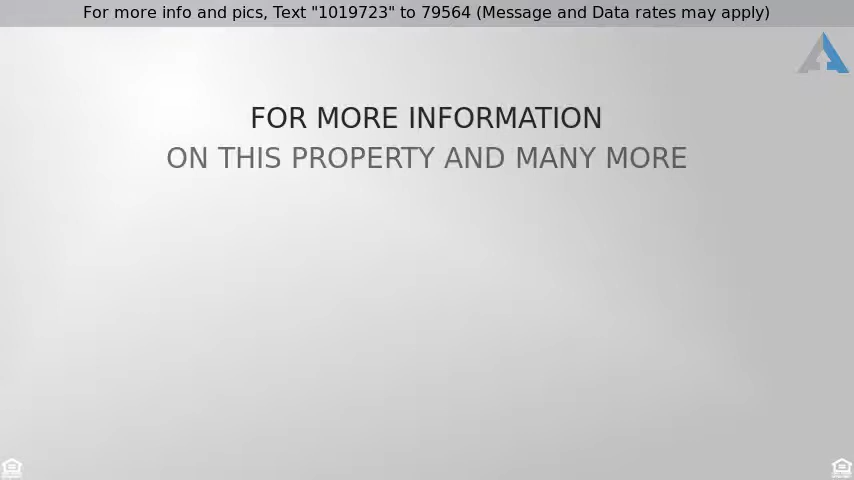 For more info and pics, Text "1019723" to 79564 (Message and Data rates may apply)
FOR MORE INFORMATION
ON THIS PROPERTY AND MANY MORE